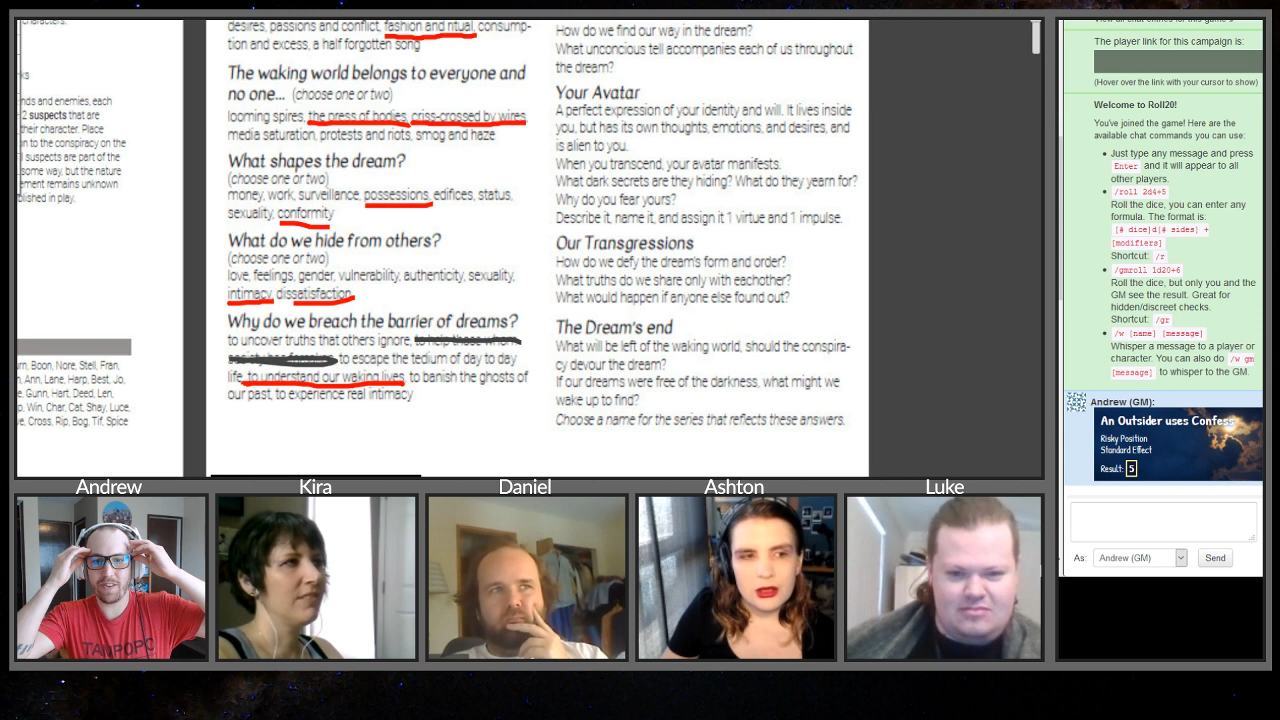 characters.
ks
nds and enemies, each
2 suspects that are
their character. Place
n to the conspiracy on the
suspects are part of the
some way, but the nature
ement remains unknown
blished in play.
rn, Boon, Nore, Stell, Fran,
, Ann, Lane, Harp, Best, Jo,
e, Gunn, Hart, Deed, Len,
p, Win, Char, Cat, Shay, Luce,
ve, Cross, Rip, Bog, Tif, Spice
desires, passions and conflict, fashion and ritual, consump-
tion and excess, a half forgotten song
The waking world belongs to everyone and
no one... (choose one or two)
looming spires, the press of bodies, criss-crossed by wires
media saturation, protests and riots, smog and haze
What shapes the dream?
(choose one or two)
money, work, surveillance, possessions, edifices, status,
sexuality, conformity
What do we hide from others?
(choose one or two)
love, feelings, gender, vulnerability, authenticity, sexuality,
intimacy, dissatisfaction
Why do we breach the barrier of dreams?
to uncover truths that others ignore, to help those whom
to escape the tedium of day to day
life, to understand our waking lives, to banish the ghosts of
our past, to experience real intimacy
How do we find our way in the dream?
What unconcious tell accompanies each of us throughout
the dream?
Your Avatar
A perfect expression of your identity and will. It lives inside
you, but has its own thoughts, emotions, and desires, and
is alien to you.
When you transcend, your avatar manifests.
What dark secrets are they hiding? What do they yearn for?
Why do you fear yours?
Describe it, name it, and assign it 1 virtue and 1 impulse.
Our Transgressions
How do we defy the dream's form and order?
What truths do we share only with eachother?
What would happen if anyone else found out?
The Dream's end
What will be left of the waking world, should the conspira-
cy devour the dream?
If our dreams were free of the darkness, what might we
wake up to find?
Choose a name for the series that reflects these answers.
Andrew
Kira
Daniel
Ashton
Luke
TAMPOPO
The player link for this campaign is:
(Hover over the link with your cursor to show)
Welcome to Roll20!
You've joined the game! Here are the
available chat commands you can use:
• Just type any message and press
Enter and it will appear to all
other players.
• /roll 2d4+5
Roll the dice, you can enter any
formula. The format is:
[# dice]d[# sides] +
[modifiers]
Shortcut: /r
• /gmroll 1d20+6
Roll the dice, but only you and the
GM see the result. Great for
hidden/discreet checks.
Shortcut: /gr
• /w [name] [message]
Whisper a message to a player or
character. You can also do /w gm
[message] to whisper to the GM.
Andrew (GM):
An Outsider uses Confess
Risky Position
Standard Effect
Result: 5
As: Andrew (GM) Send